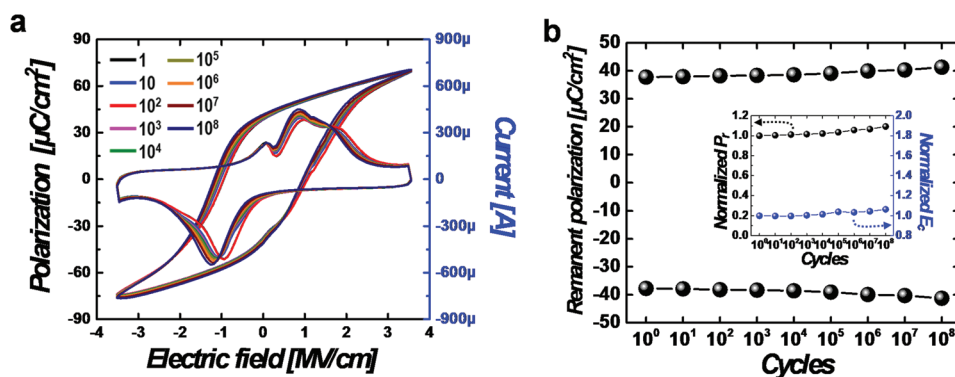 a
Polarization [µC/cm²]
90
60
30
0
-30
-60
-90
1
10
10²
10³
10⁴
10⁵
10⁶
10⁷
10⁸
900µ
600µ
300µ
0
-300µ
-600µ
-900µ
Current [A]
-4 -3 -2 -1 0 1 2 3 4
Electric field [MV/cm]
b
Remanent polarization [µC/cm²]
50
40
30
20
10
0
-10
-20
-30
-40
-50
Normalized Pr
1.2
1.0
0.8
0.6
0.4
0.2
0.0
2.0
1.8
1.6
1.4
1.2
1.0
0.8
Normalized Ec
10⁰ 10¹ 10² 10³ 10⁴ 10⁵ 10⁶ 10⁷ 10⁸
Cycles
10⁰ 10¹ 10² 10³ 10⁴ 10⁵ 10⁶ 10⁷ 10⁸
Cycles